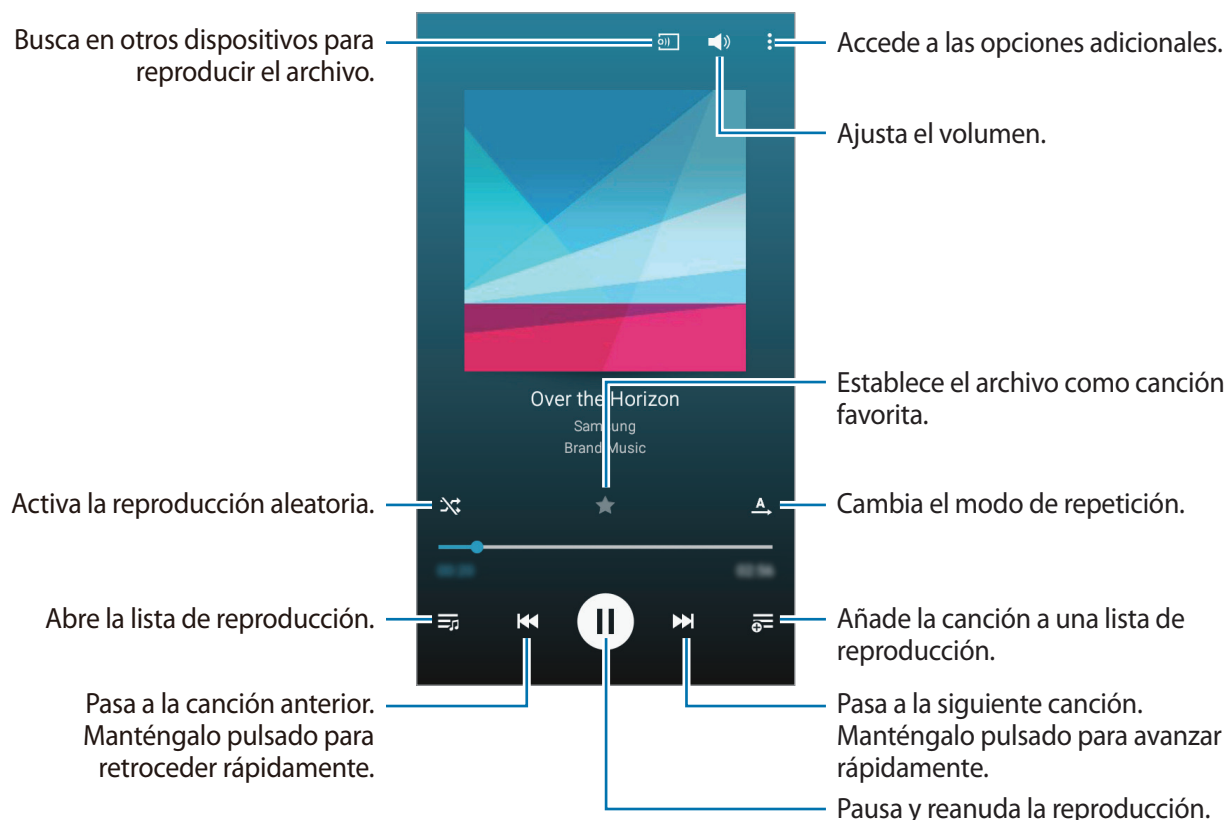 Busca en otros dispositivos para
reproducir el archivo.
Accede a las opciones adicionales.
Ajusta el volumen.
Establece el archivo como canción
favorita.
Over the Horizon
Samsung
Brand Music
Activa la reproducción aleatoria.
A
Cambia el modo de repetición.
Abre la lista de reproducción.
Añade la canción a una lista de
reproducción.
Pasa a la canción anterior.
Manténgalo pulsado para
retroceder rápidamente.
Pasa a la siguiente canción.
Manténgalo pulsado para avanzar
rápidamente.
Pausa y reanuda la reproducción.